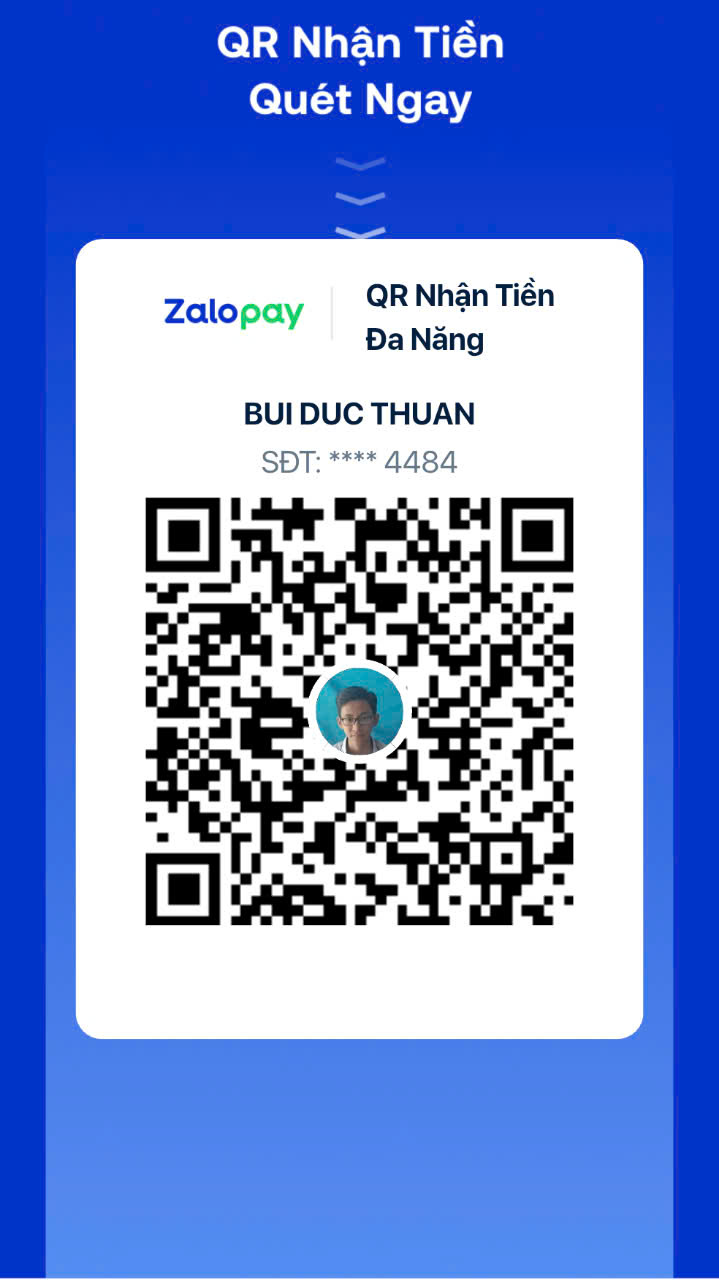 QR Nhận Tiền
Quét Ngay
Zalopay
QR Nhận Tiền
Đa Năng
BUI DUC THUAN
SĐT: **** 4484